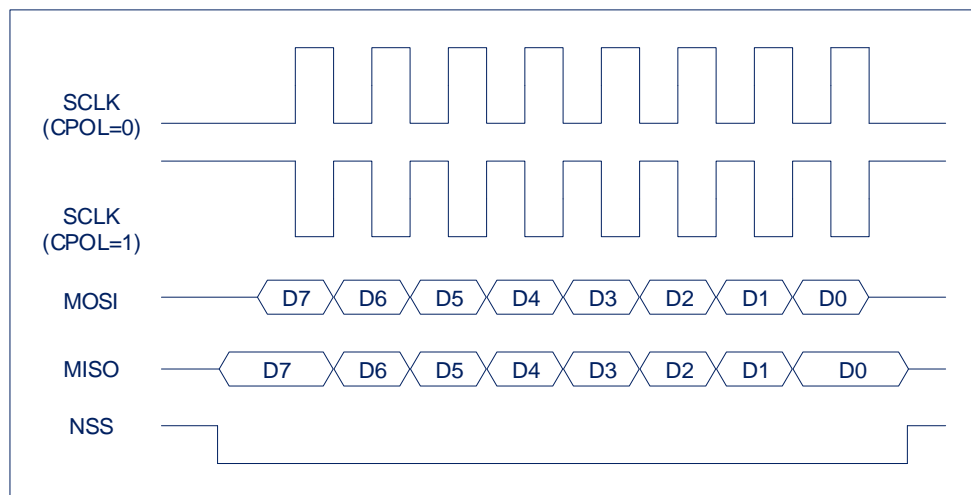 SCLK
(CPOL=0)
SCLK
(CPOL=1)
MOSI D7 D6 D5 D4 D3 D2 D1 D0
MISO D7 D6 D5 D4 D3 D2 D1 D0
NSS